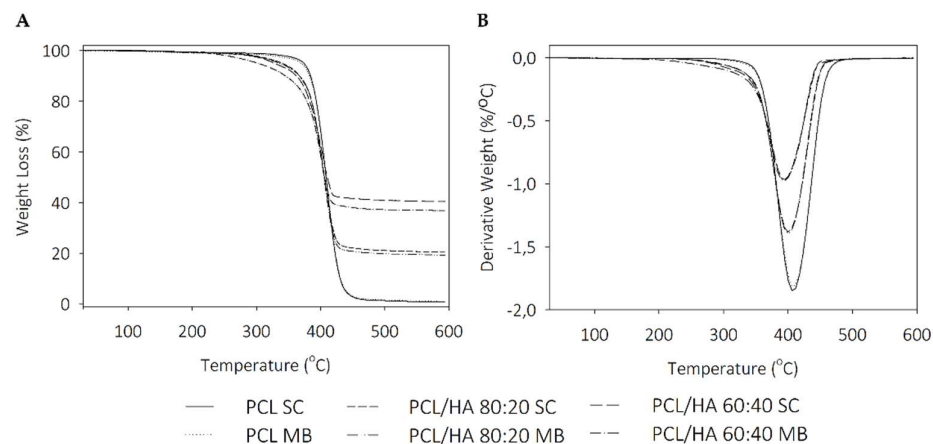 A
100
80
60
40
20
0
Weight Loss (%)
100 200 300 400 500 600
Temperature (°C)
B
0,0
-0,5
-1,0
-1,5
-2,0
Derivative Weight (%/°C)
100 200 300 400 500 600
Temperature (°C)
PCL SC PCL/HA 80:20 SC PCL/HA 60:40 SC
PCL MB PCL/HA 80:20 MB PCL/HA 60:40 MB